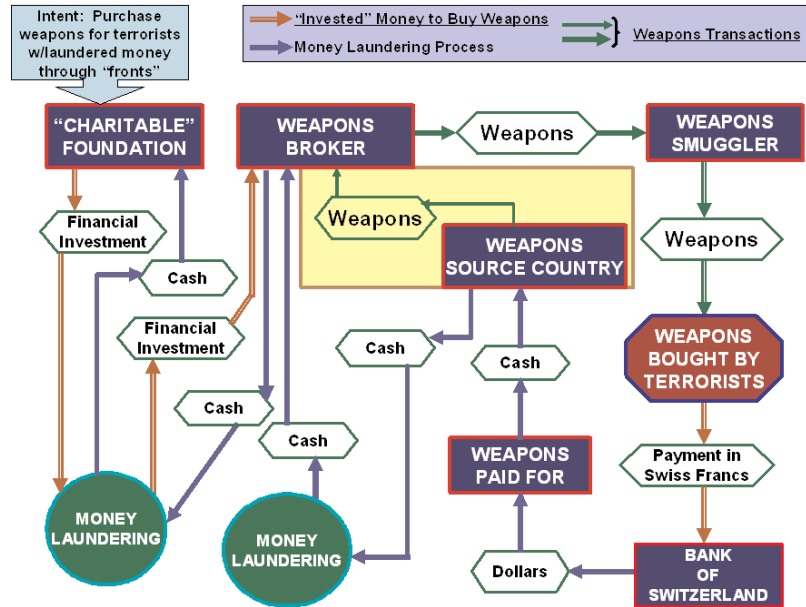 Intent: Purchase
weapons for terrorists
w/laundered money
through “fronts”
“Invested” Money to Buy Weapons
Money Laundering Process
Weapons Transactions
“CHARITABLE”
FOUNDATION
WEAPONS
BROKER
Weapons
WEAPONS
SMUGGLER
Financial
Investment
Weapons
WEAPONS
SOURCE COUNTRY
Weapons
Cash
Financial
Investment
Cash
Cash
WEAPONS
BOUGHT BY
TERRORISTS
Cash
Cash
WEAPONS
PAID FOR
Payment in
Swiss Francs
MONEY
LAUNDERING
MONEY
LAUNDERING
Dollars
BANK
OF
SWITZERLAND